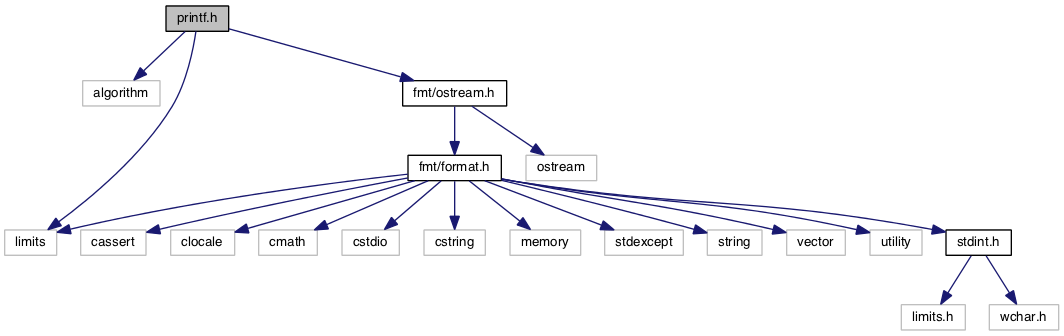 printf.h
algorithm
fmt/ostream.h
fmt/format.h
ostream
limits
cassert
clocale
cmath
cstdio
cstring
memory
stdexcept
string
vector
utility
stdint.h
limits.h
wchar.h